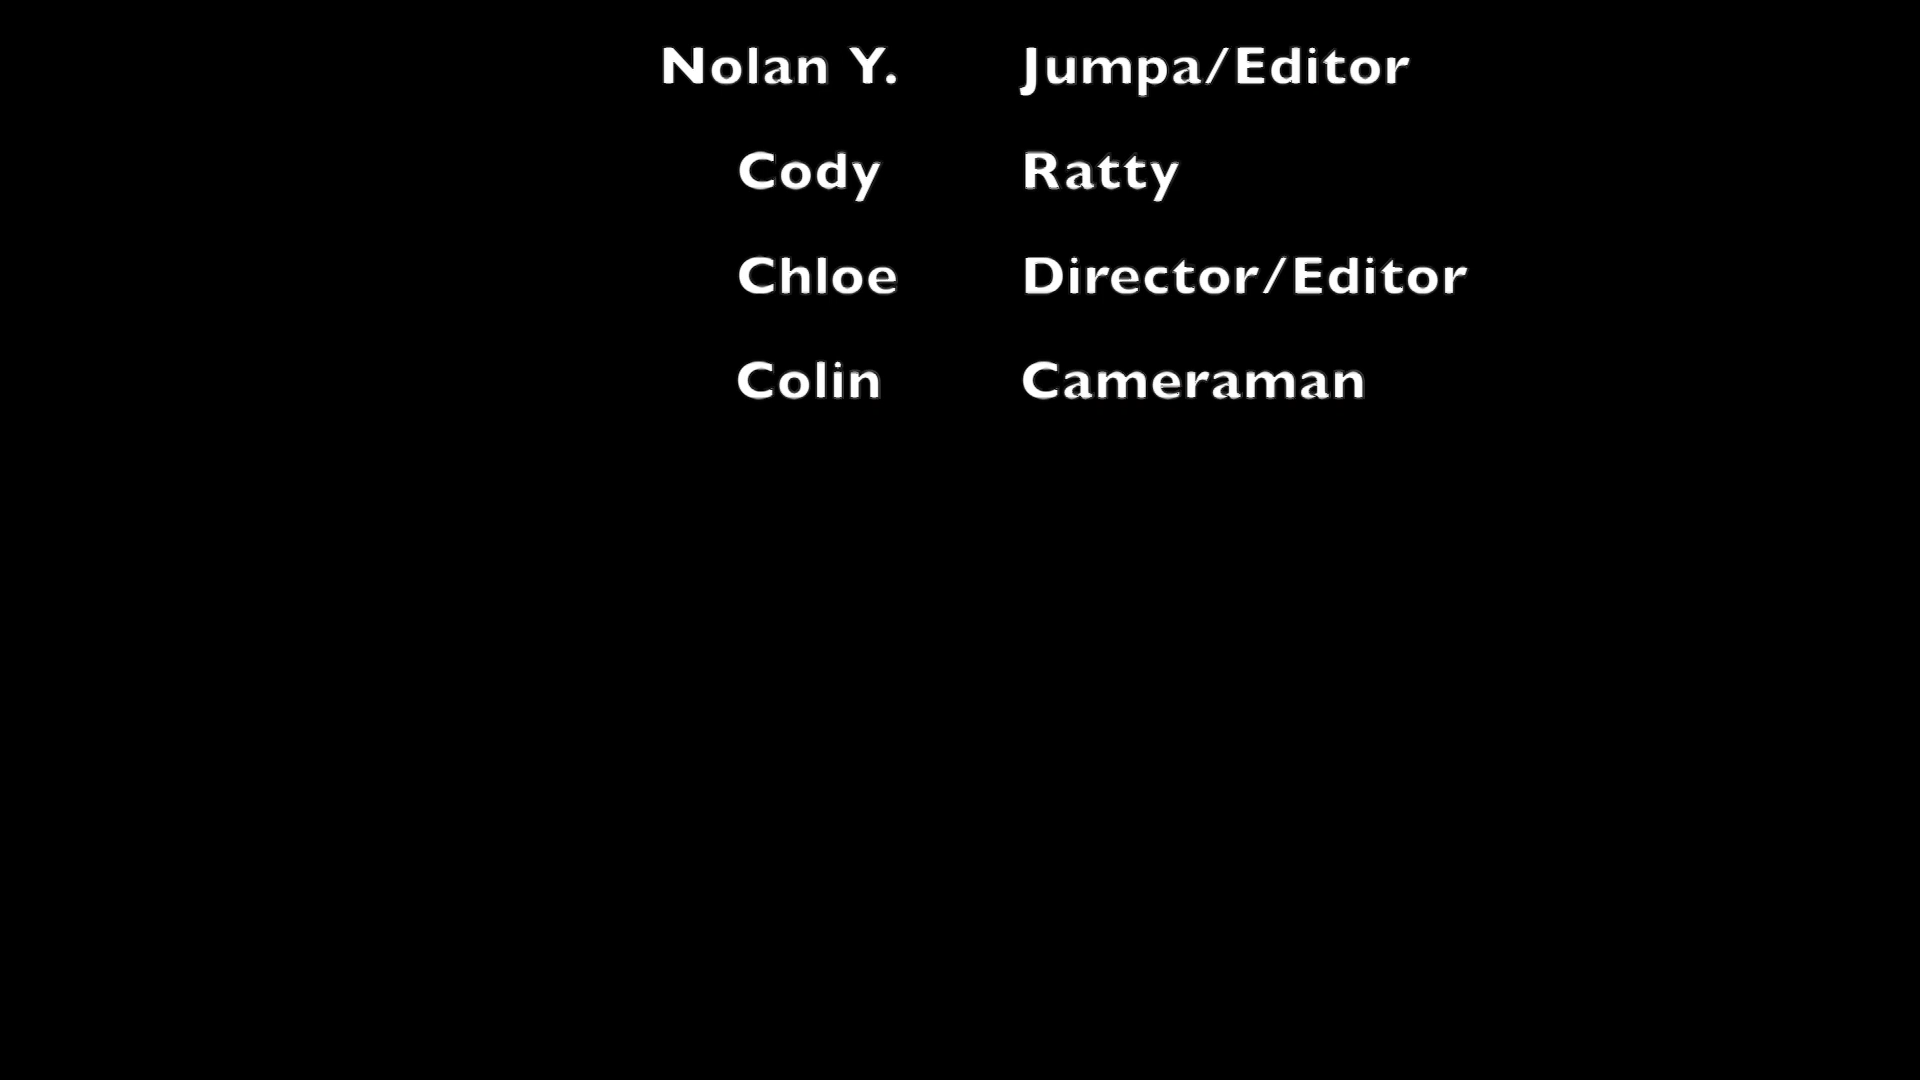 Nolan Y. Jumpa/Editor
Cody Ratty
Chloe Director/Editor
Colin Cameraman